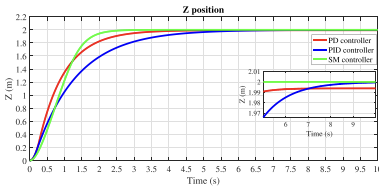 Z position
2.2
2
1.8
1.6
1.4
1.2
1
0.8
0.6
0.4
0.2
0
Z (m)
PD controller
PID controller
SM controller
2.01
2
1.99
1.98
1.97
Z (m)
6 7 8 9
Time (s)
0 0.5 1 1.5 2 2.5 3 3.5 4 4.5 5 5.5 6 6.5 7 7.5 8 8.5 9 9.5 10
Time (s)